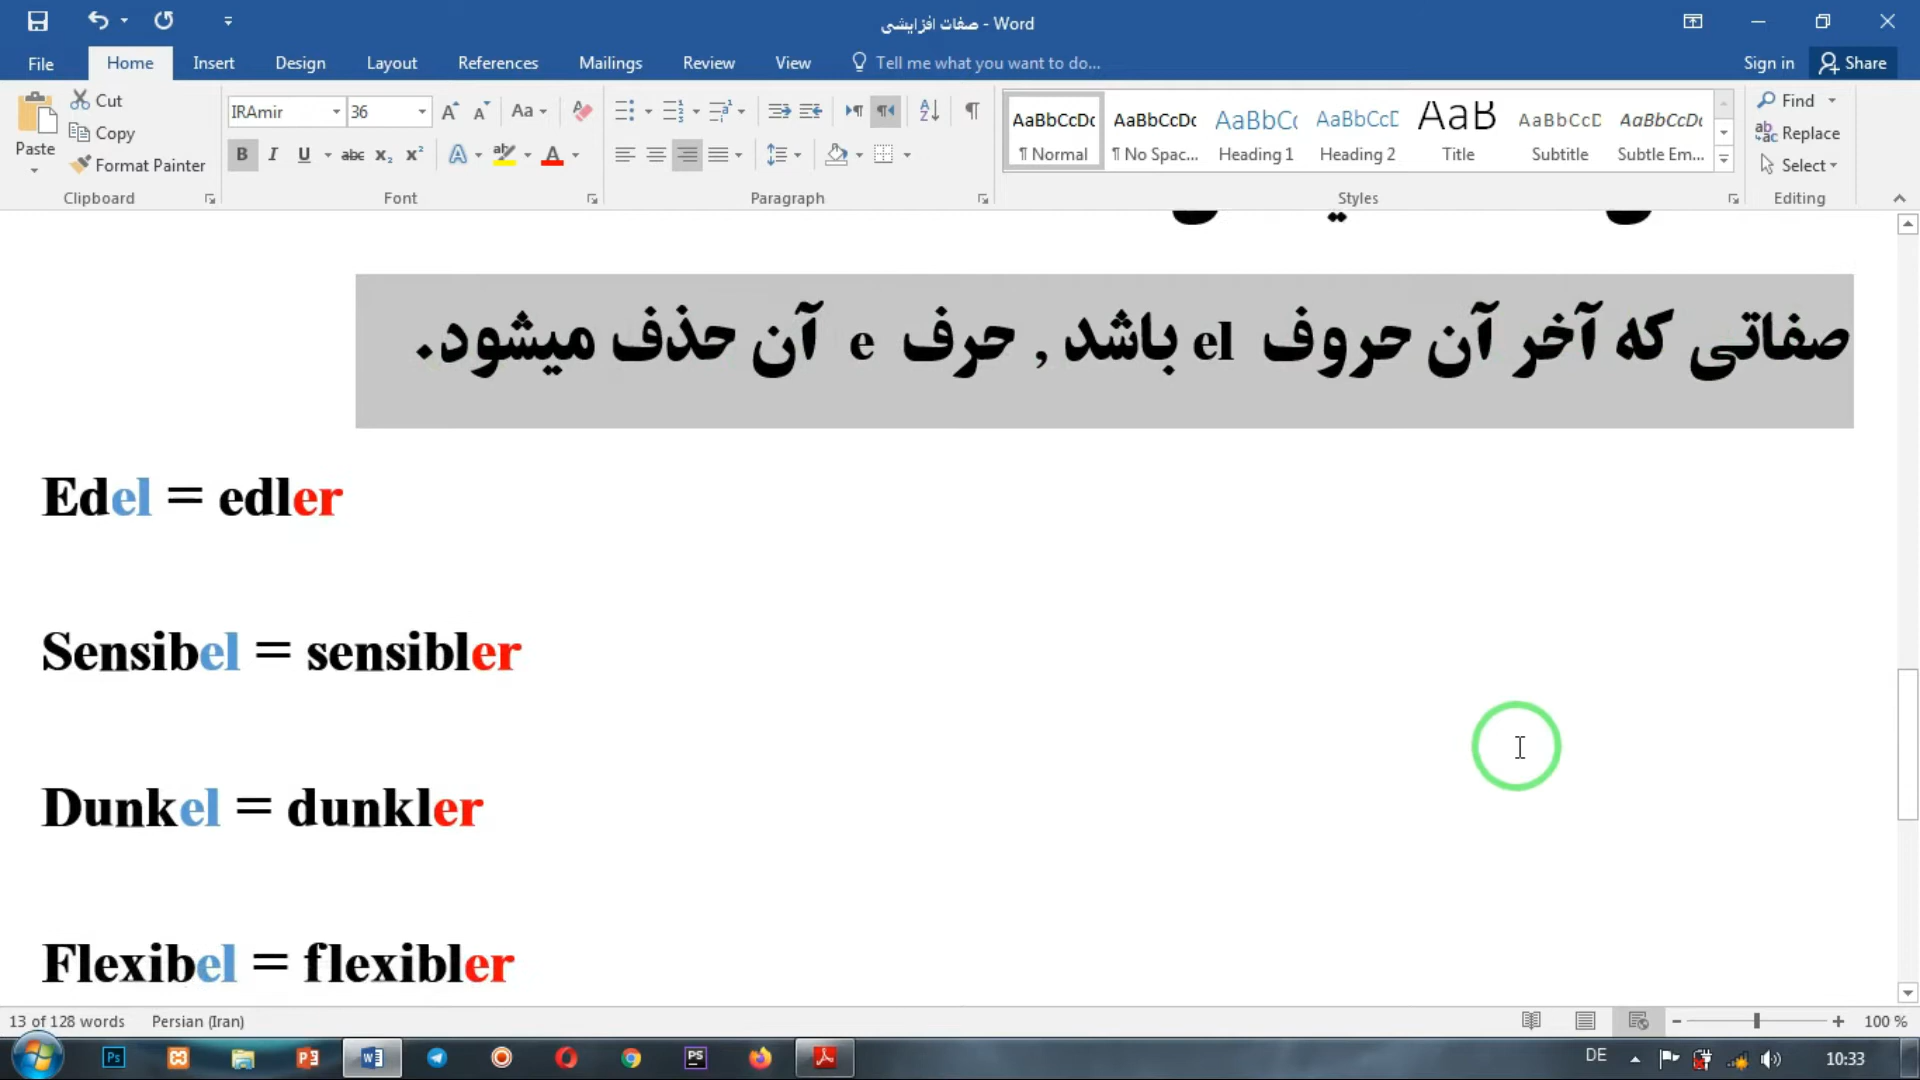 صفات افزایشی - Word
File Home Insert Design Layout References Mailings Review View Tell me what you want to do... Sign in Share
Paste
Cut
Copy
Format Painter
Clipboard
IRAmir 36
Font
Paragraph
AaBbCcDc AaBbCcDc AaBbCc AaBbCcD AaB AaBbCcD AaBbCcDc
¶ Normal ¶ No Spac... Heading 1 Heading 2 Title Subtitle Subtle Em...
Styles
Find
Replace
Select
Editing
صفاتی که آخر آن حروف el باشد , حرف e آن حذف میشود.
Edel = edler
Sensibel = sensibler
Dunkel = dunkler
Flexibel = flexibler
13 of 128 words Persian (Iran) 100 %
DE 10:33